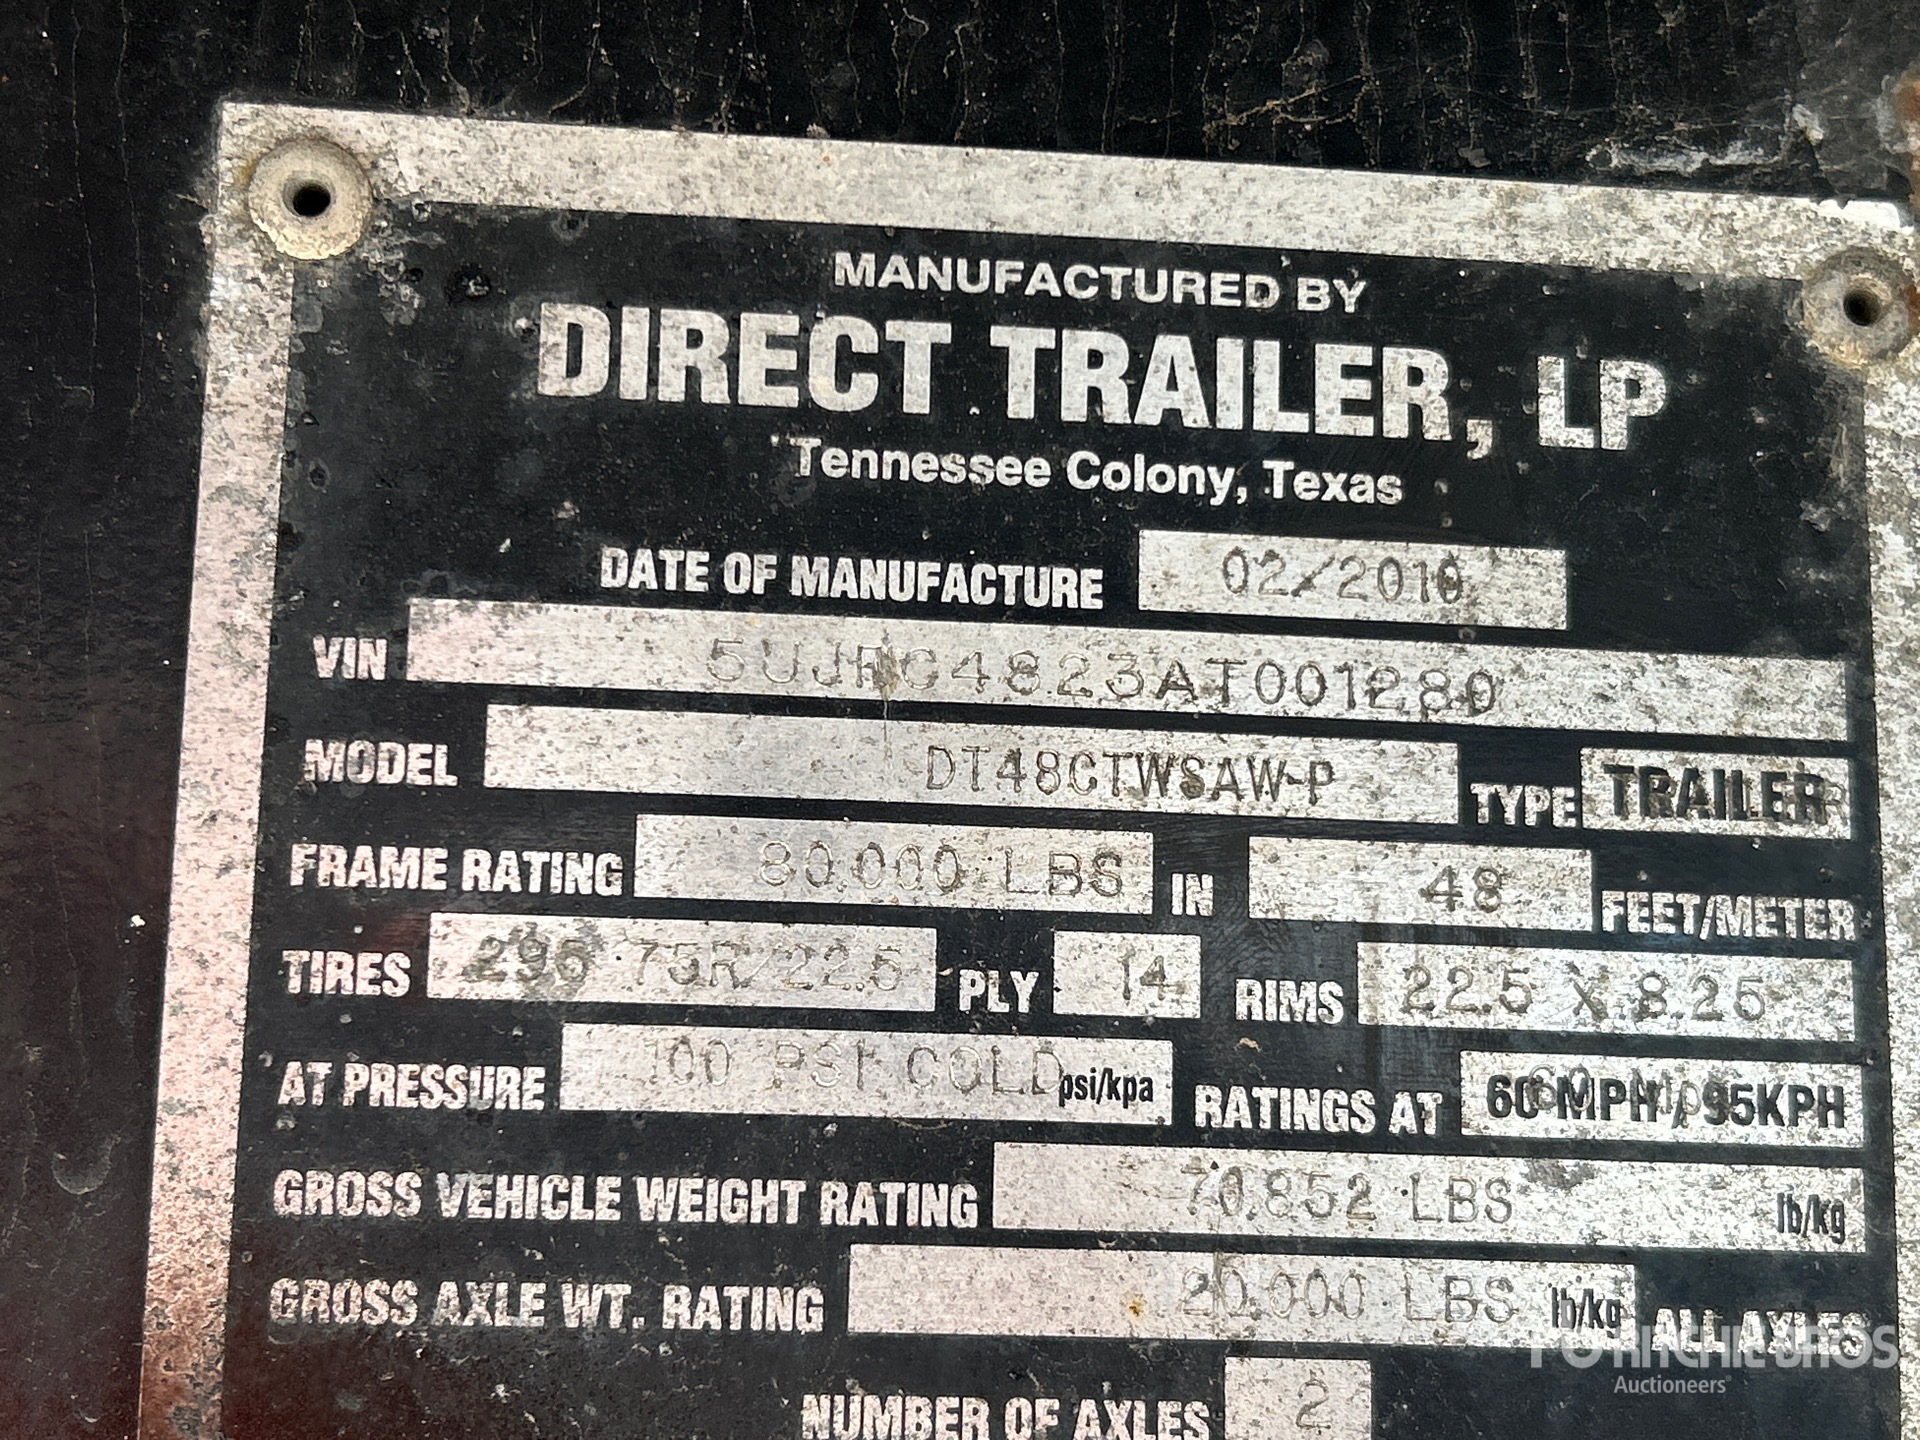 MANUFACTURED BY
DIRECT TRAILER, LP
Tennessee Colony, Texas
DATE OF MANUFACTURE 02/2010
VIN 5UJFC4823AT001280
MODEL DT48CTWSAW-P TYPE TRAILER
FRAME RATING 80,000 LBS IN 48 FEET/METER
TIRES 295 75R/22.5 PLY 14 RIMS 22.5 X 8.25
AT PRESSURE 100 PSI COLD psi/kpa RATINGS AT 60 MPH / 95KPH
GROSS VEHICLE WEIGHT RATING 70,852 LBS lb/kg
GROSS AXLE WT. RATING 20,000 LBS lb/kg ALL AXLES
RITCHIE BROS
Auctioneers
NUMBER OF AXLES 2